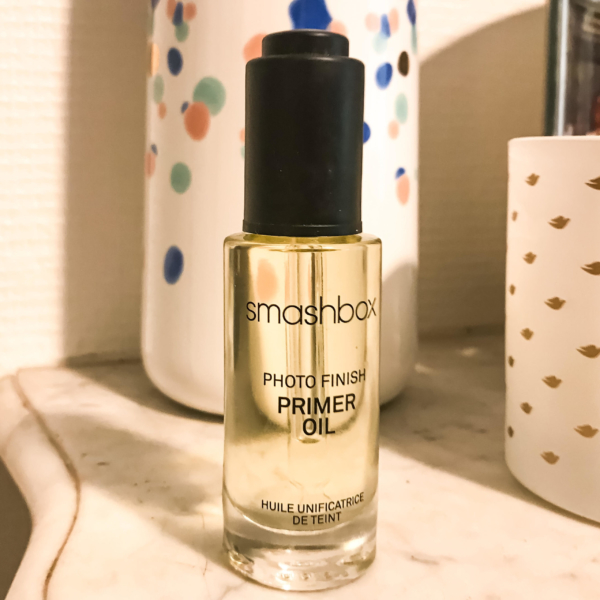 smashbox
PHOTO FINISH
PRIMER
OIL
HUILE UNIFICATRICE
DE TEINT